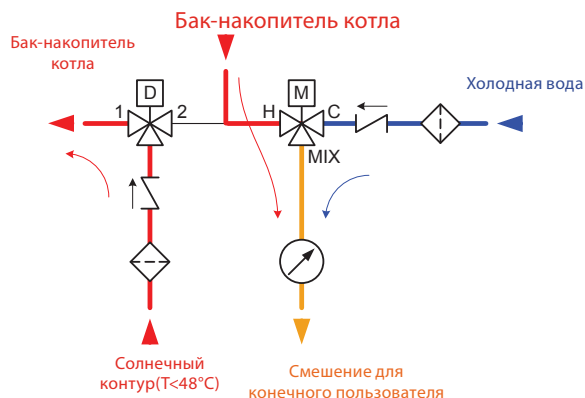 Бак-накопитель котла
Бак-накопитель
котла
D
M
1
2
H
C
Холодная вода
MIX
Солнечный
контур(T<48°C)
Смешение для
конечного пользователя